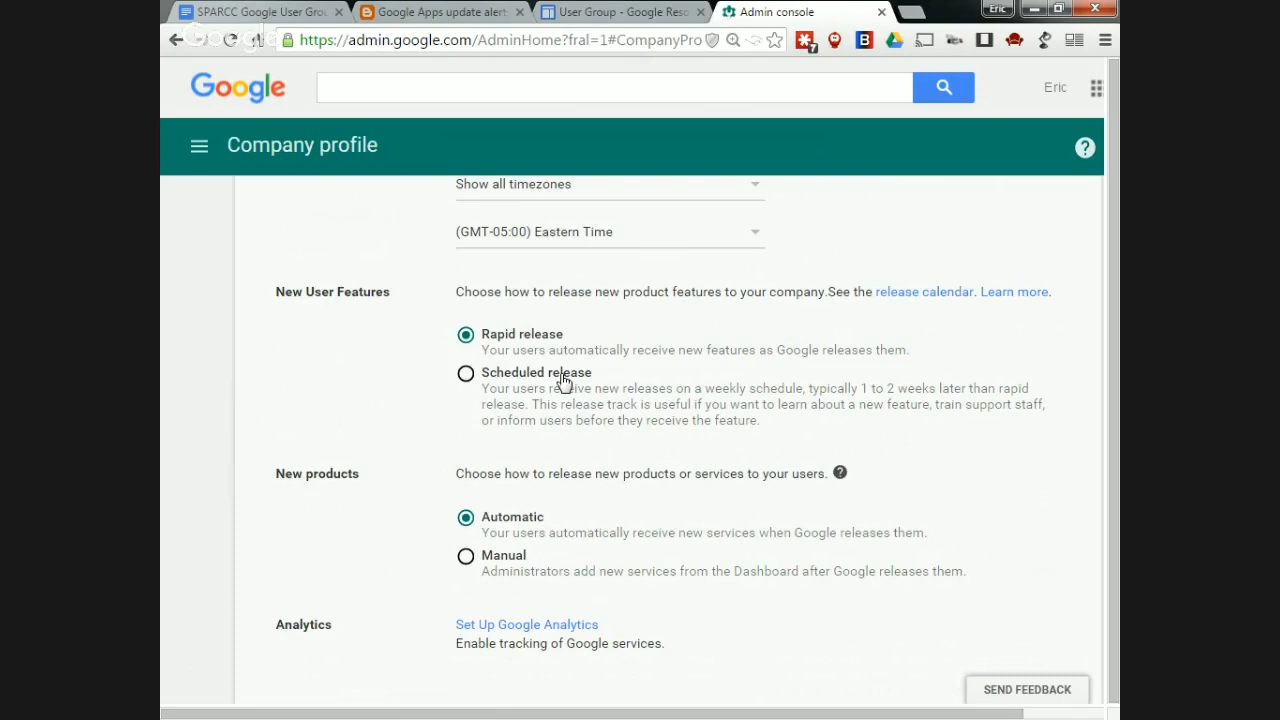 SPARCC Google User Grou
Google Apps update alert
User Group - Google Reso
Admin console
Eric
https://admin.google.com/AdminHome?fral=1#CompanyPro
7
Google
Eric
Company profile
Show all timezones
(GMT-05:00) Eastern Time
New User Features
Choose how to release new product features to your company.See the release calendar. Learn more.
Rapid release
Your users automatically receive new features as Google releases them.
Scheduled release
Your users receive new releases on a weekly schedule, typically 1 to 2 weeks later than rapid
release. This release track is useful if you want to learn about a new feature, train support staff,
or inform users before they receive the feature.
New products
Choose how to release new products or services to your users.
Automatic
Your users automatically receive new services when Google releases them.
Manual
Administrators add new services from the Dashboard after Google releases them.
Analytics
Set Up Google Analytics
Enable tracking of Google services.
SEND FEEDBACK